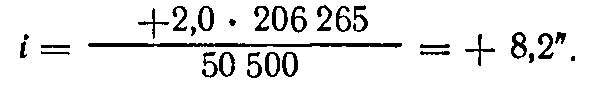 i = +2,0 · 206 265 / 50 500 = + 8,2".